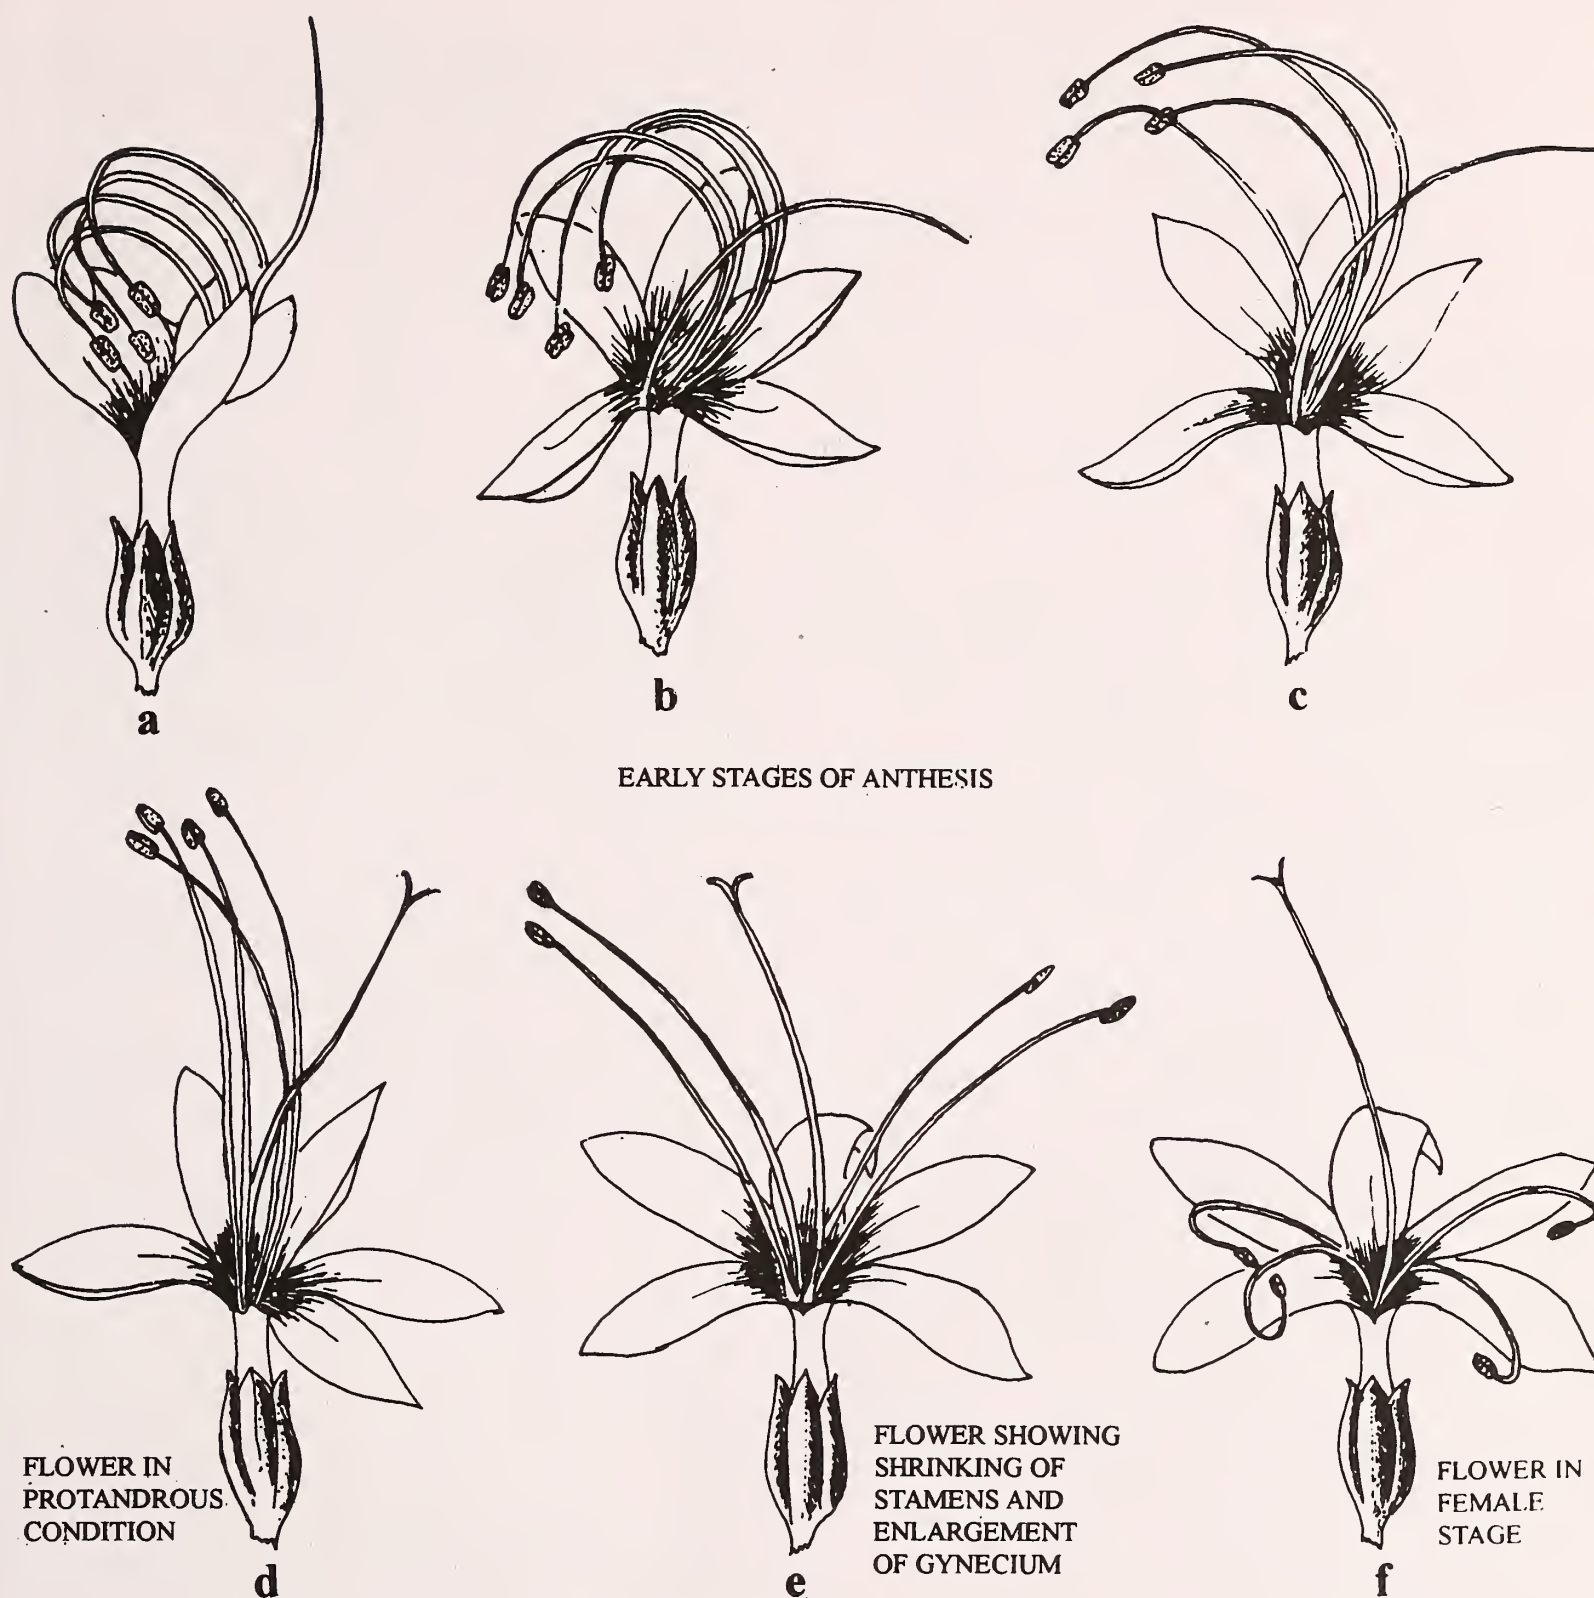 a
b
c
EARLY STAGES OF ANTHESIS
FLOWER IN
PROTANDROUS
CONDITION
d
FLOWER SHOWING
SHRINKING OF
STAMENS AND
ENLARGEMENT
OF GYNECIUM
e
FLOWER IN
FEMALE
STAGE
f